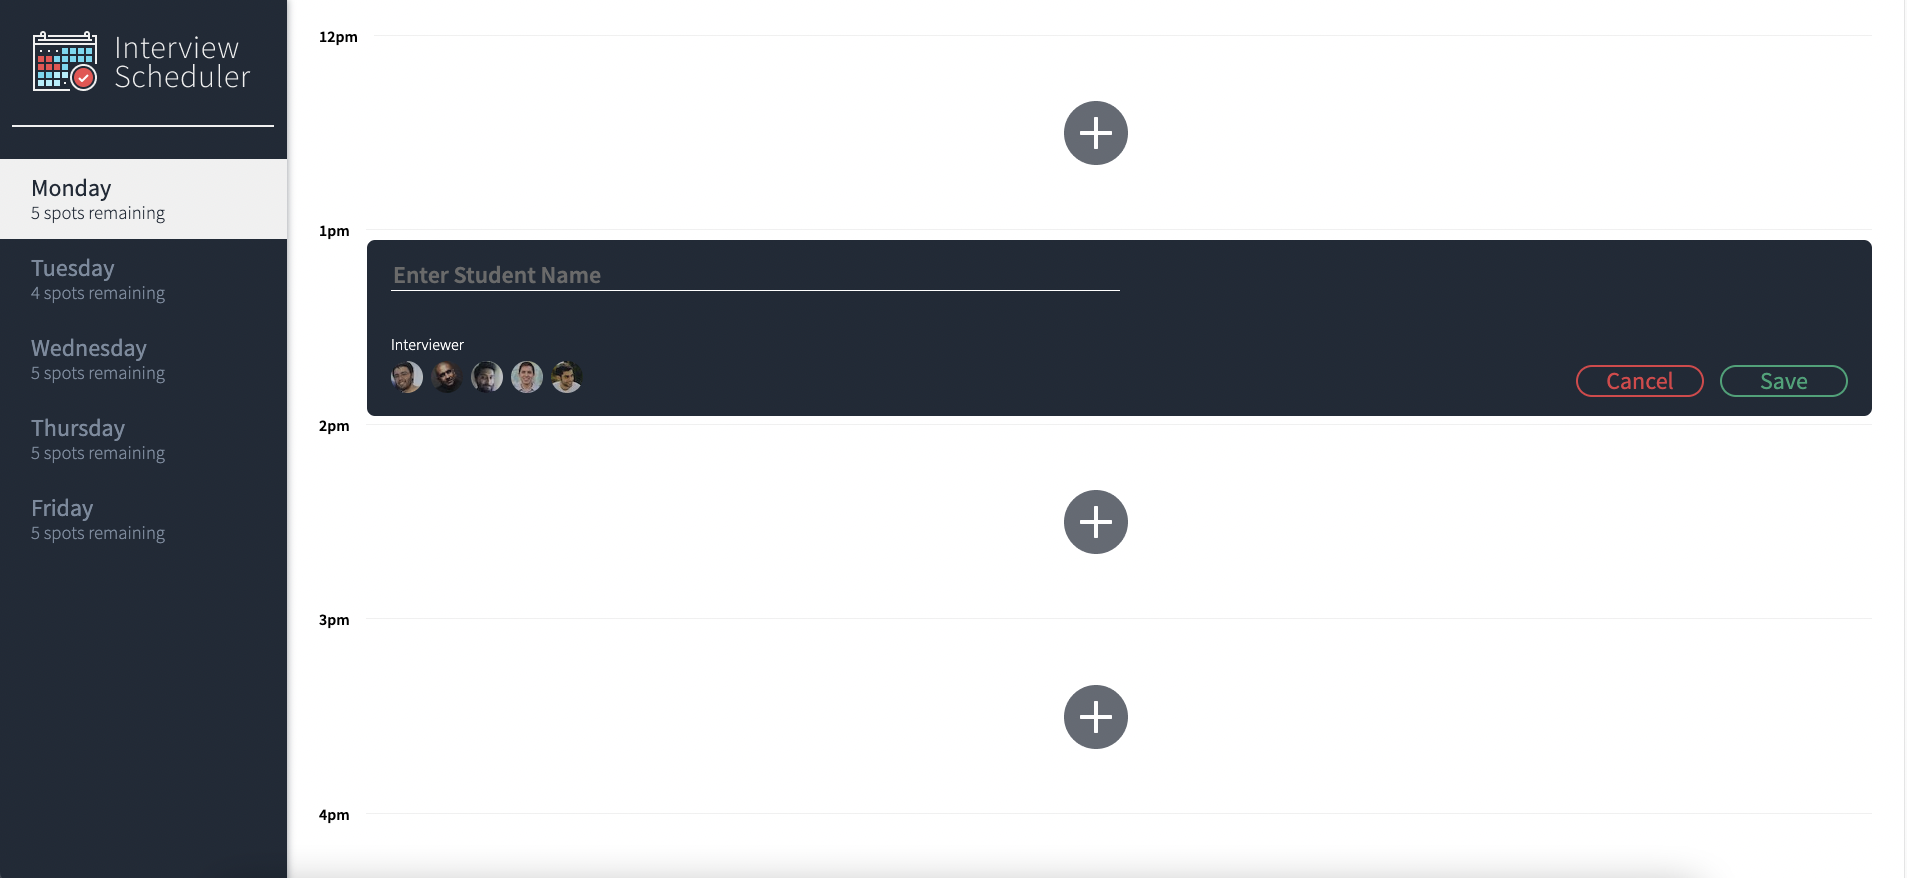 Interview
Scheduler
Monday
5 spots remaining
Tuesday
4 spots remaining
Wednesday
5 spots remaining
Thursday
5 spots remaining
Friday
5 spots remaining
12pm
1pm
Enter Student Name
Interviewer
Cancel
Save
2pm
3pm
4pm